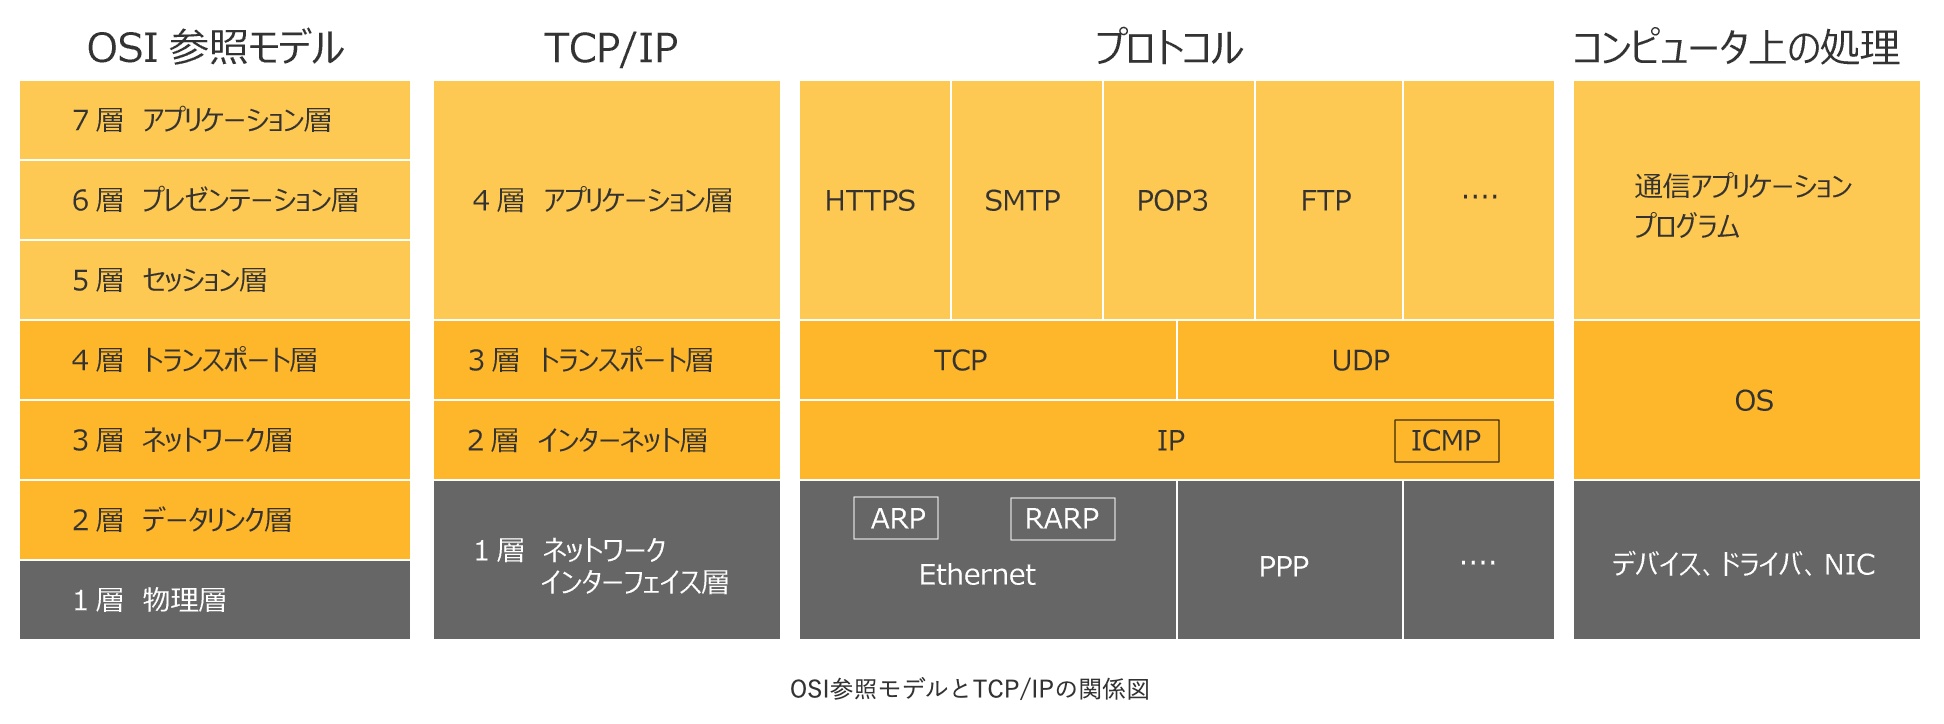 OSI 参照モデル
TCP/IP
プロトコル
コンピュータ上の処理
7 層 アプリケーション層
6 層 プレゼンテーション層
5 層 セッション層
4 層 トランスポート層
3 層 ネットワーク層
2 層 データリンク層
1 層 物理層
4 層 アプリケーション層
3 層 トランスポート層
2 層 インターネット層
1 層 ネットワーク
インターフェイス層
HTTPS
SMTP
POP3
FTP
....
TCP
UDP
IP
ICMP
ARP
RARP
Ethernet
PPP
....
通信アプリケーション
プログラム
OS
デバイス、ドライバ、NIC
OSI参照モデルとTCP/IPの関係図